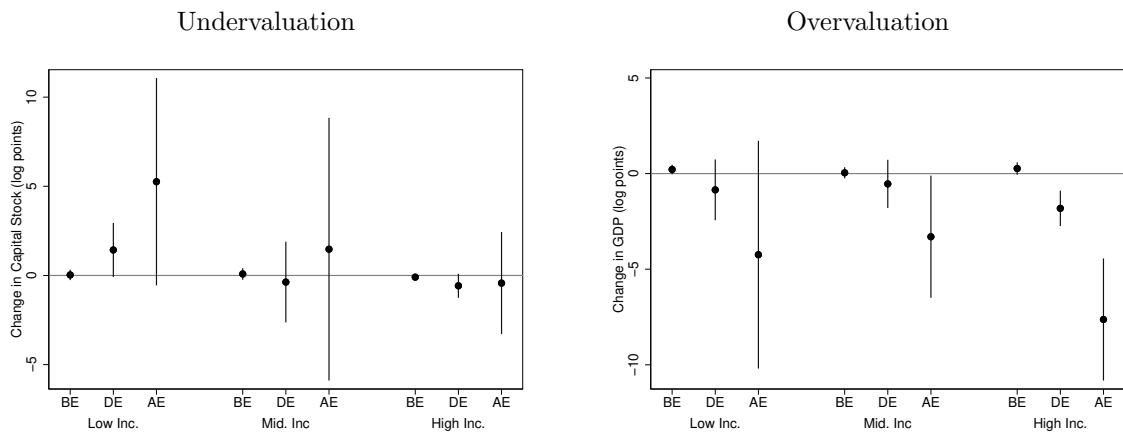 Undervaluation
Change in Capital Stock (log points)
10
5
0
−5
BE DE AE BE DE AE BE DE AE
Low Inc. Mid. Inc High Inc.
Overvaluation
Change in GDP (log points)
5
0
−5
−10
BE DE AE BE DE AE BE DE AE
Low Inc. Mid. Inc High Inc.